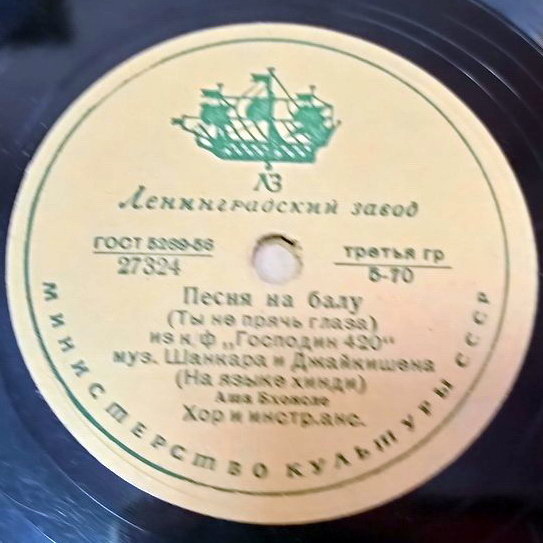 ЛЗ
Ленинградский завод
ГОСТ 5289-56
27324
третья гр
5-70
Песня на балу
(Ты не прячь глаза)
из к.ф „Господин 420“
муз. Шанкара и Джайкишена
(На языке хинди)
Аша Бхонсле
Хор и инстр.анс.
МИНИСТЕРСТВО КУЛЬТУРЫ СССР